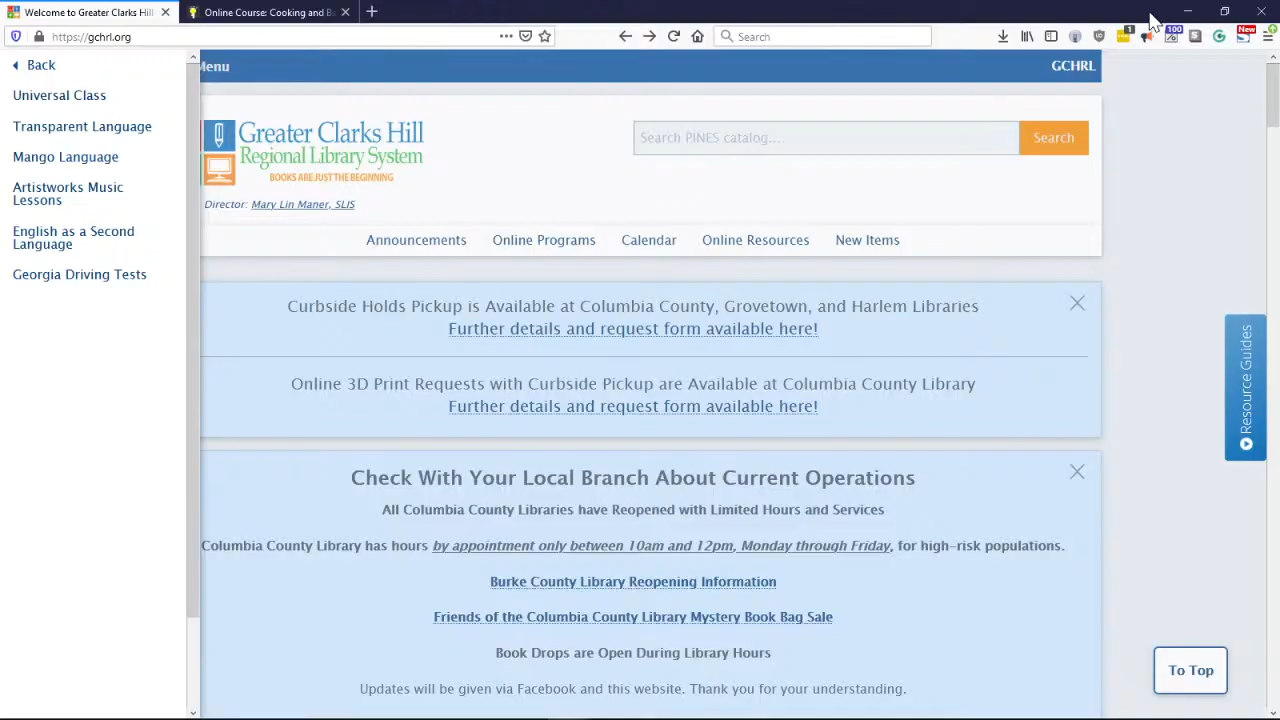 Welcome to Greater Clarks Hill
Online Course: Cooking and B
https://gchrl.org
Search
1
100
New
Back
Menu
GCHRL
Universal Class
Transparent Language
Mango Language
Artistworks Music
Lessons
English as a Second
Language
Georgia Driving Tests
Greater Clarks Hill
Regional Library System
BOOKS ARE JUST THE BEGINNING
Search PINES catalog....
Search
Director: Mary Lin Maner, SLIS
Announcements
Online Programs
Calendar
Online Resources
New Items
Curbside Holds Pickup is Available at Columbia County, Grovetown, and Harlem Libraries
Further details and request form available here!
Online 3D Print Requests with Curbside Pickup are Available at Columbia County Library
Further details and request form available here!
Resource Guides
Check With Your Local Branch About Current Operations
All Columbia County Libraries have Reopened with Limited Hours and Services
Columbia County Library has hours by appointment only between 10am and 12pm, Monday through Friday, for high-risk populations.
Burke County Library Reopening Information
Friends of the Columbia County Library Mystery Book Bag Sale
Book Drops are Open During Library Hours
Updates will be given via Facebook and this website. Thank you for your understanding.
To Top